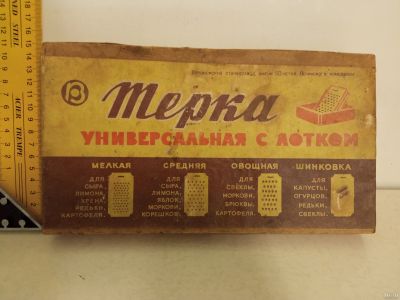 Терка
УНИВЕРСАЛЬНАЯ С ЛОТКОМ
МЕЛКАЯ
ДЛЯ
СЫРА,
ЛИМОНА,
ХРЕНА,
РЕДЬКИ,
КАРТОФЕЛЯ.
СРЕДНЯЯ
ДЛЯ
СЫРА,
ЛИМОНА,
ЯБЛОК,
МОРКОВИ,
КОРЕШКОВ.
ОВОЩНАЯ
ДЛЯ
СВЁКЛЫ,
МОРКОВИ,
БРЮКВЫ,
КАРТОФЕЛЯ.
ШИНКОВКА
ДЛЯ
КАПУСТЫ,
ОГУРЦОВ,
РЕДЬКИ,
СВЕКЛЫ.